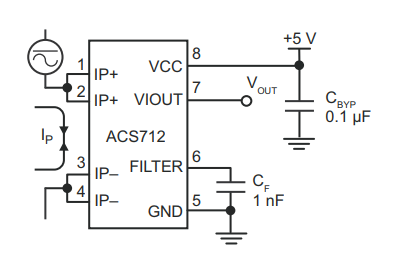 +5 V
1
IP+
VCC
8
2
IP+
VIOUT
7
VOUT
CBYP
0.1 µF
IP
ACS712
3
IP–
FILTER
6
4
IP–
CF
1 nF
GND
5